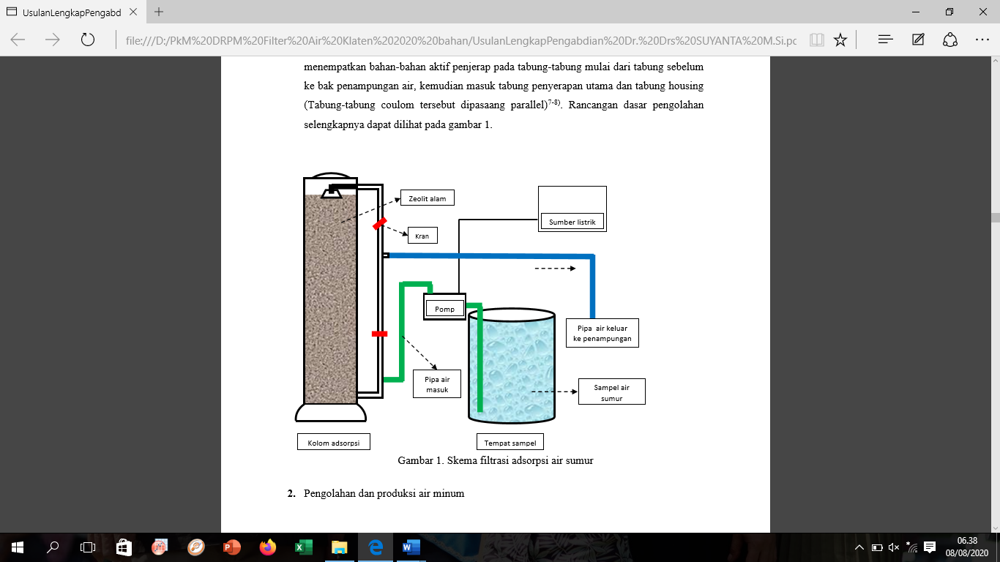 UsulanLengkapPengabd
file:///D:/PkM%20DRPM%20Filter%20Air%20Klaten%202020%20bahan/UsulanLengkapPengabdian%20Dr.%20Drs%20SUYANTA%20M.Si.pc
menempatkan bahan-bahan aktif penjerap pada tabung-tabung mulai dari tabung sebelum
ke bak penampungan air, kemudian masuk tabung penyerapan utama dan tabung housing
(Tabung-tabung coulom tersebut dipasaang parallel)7-8). Rancangan dasar pengolahan
selengkapnya dapat dilihat pada gambar 1.
Zeolit alam
Sumber listrik
Kran
Pomp
Pipa air keluar
ke penampungan
Pipa air
masuk
Sampel air
sumur
Kolom adsorpsi
Tempat sampel
Gambar 1. Skema filtrasi adsorpsi air sumur
2. Pengolahan dan produksi air minum
06.38
08/08/2020